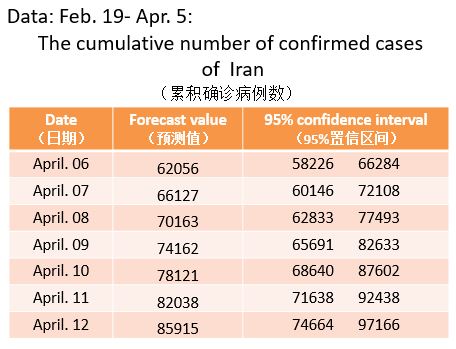 Data: Feb. 19- Apr. 5:
The cumulative number of confirmed cases
of Iran
（累积确诊病例数）
Date Forecast value 95% confidence interval
（日期） （预测值） （95%置信区间）
April. 06 62056 58226 66284
April. 07 66127 60146 72108
April. 08 70163 62833 77493
April. 09 74162 65691 82633
April. 10 78121 68640 87602
April. 11 82038 71638 92438
April. 12 85915 74664 97166